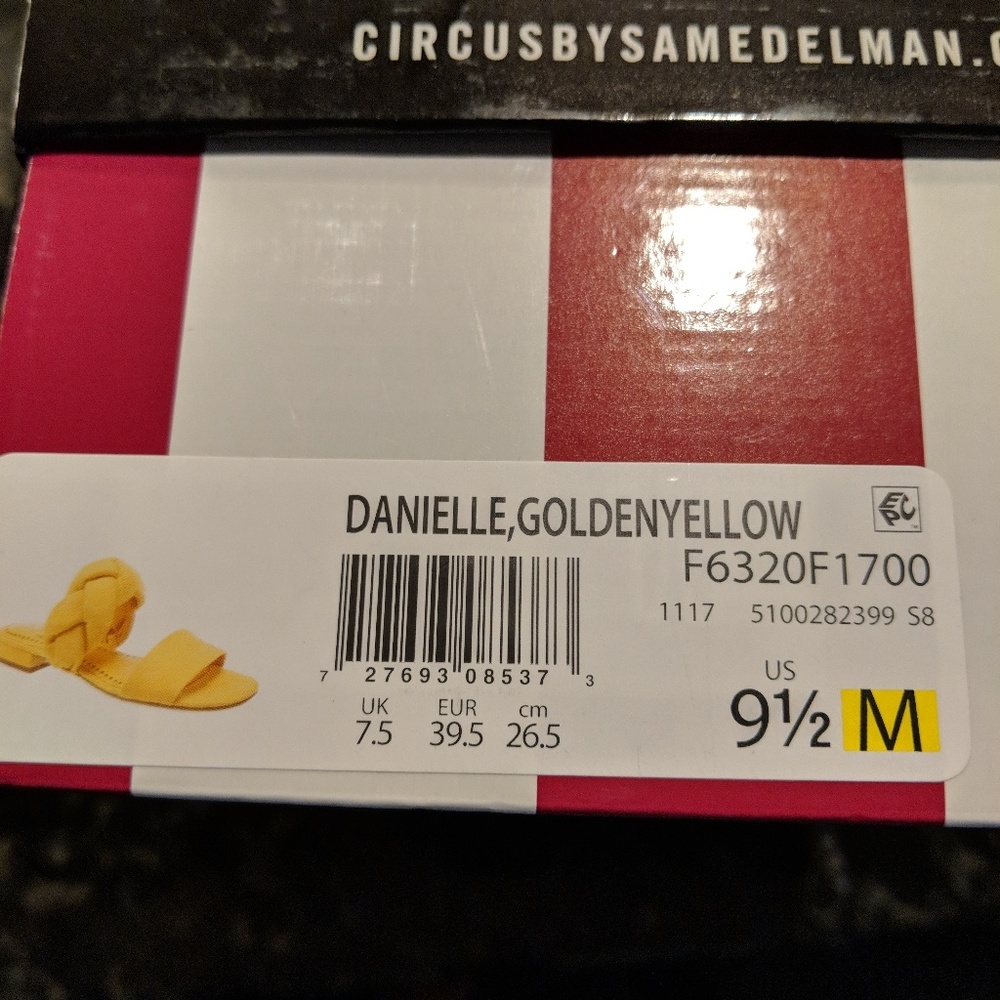 CIRCUSBYSAMEDELMAN.
DANIELLE,GOLDENYELLOW
EPC
F6320F1700
1117 5100282399 S8
7 27693 08537 3
UK EUR cm
7.5 39.5 26.5
US
9½ M